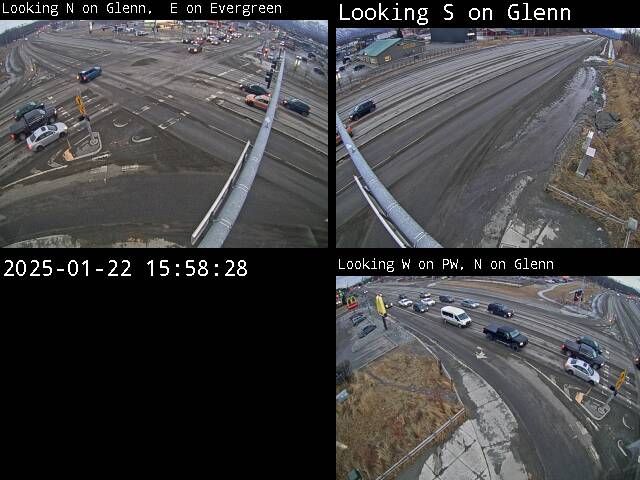 Looking N on Glenn,  E on Evergreen
Looking S on Glenn
2025-01-22 15:58:28
Looking W on PW, N on Glenn